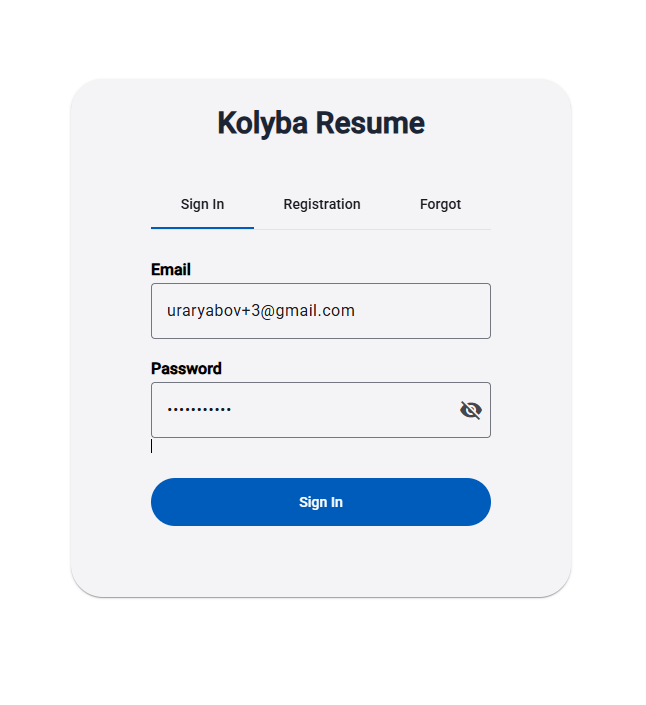 Kolyba Resume
Sign In Registration Forgot
Email
uraryabov+3@gmail.com
Password
•••••••••••
Sign In